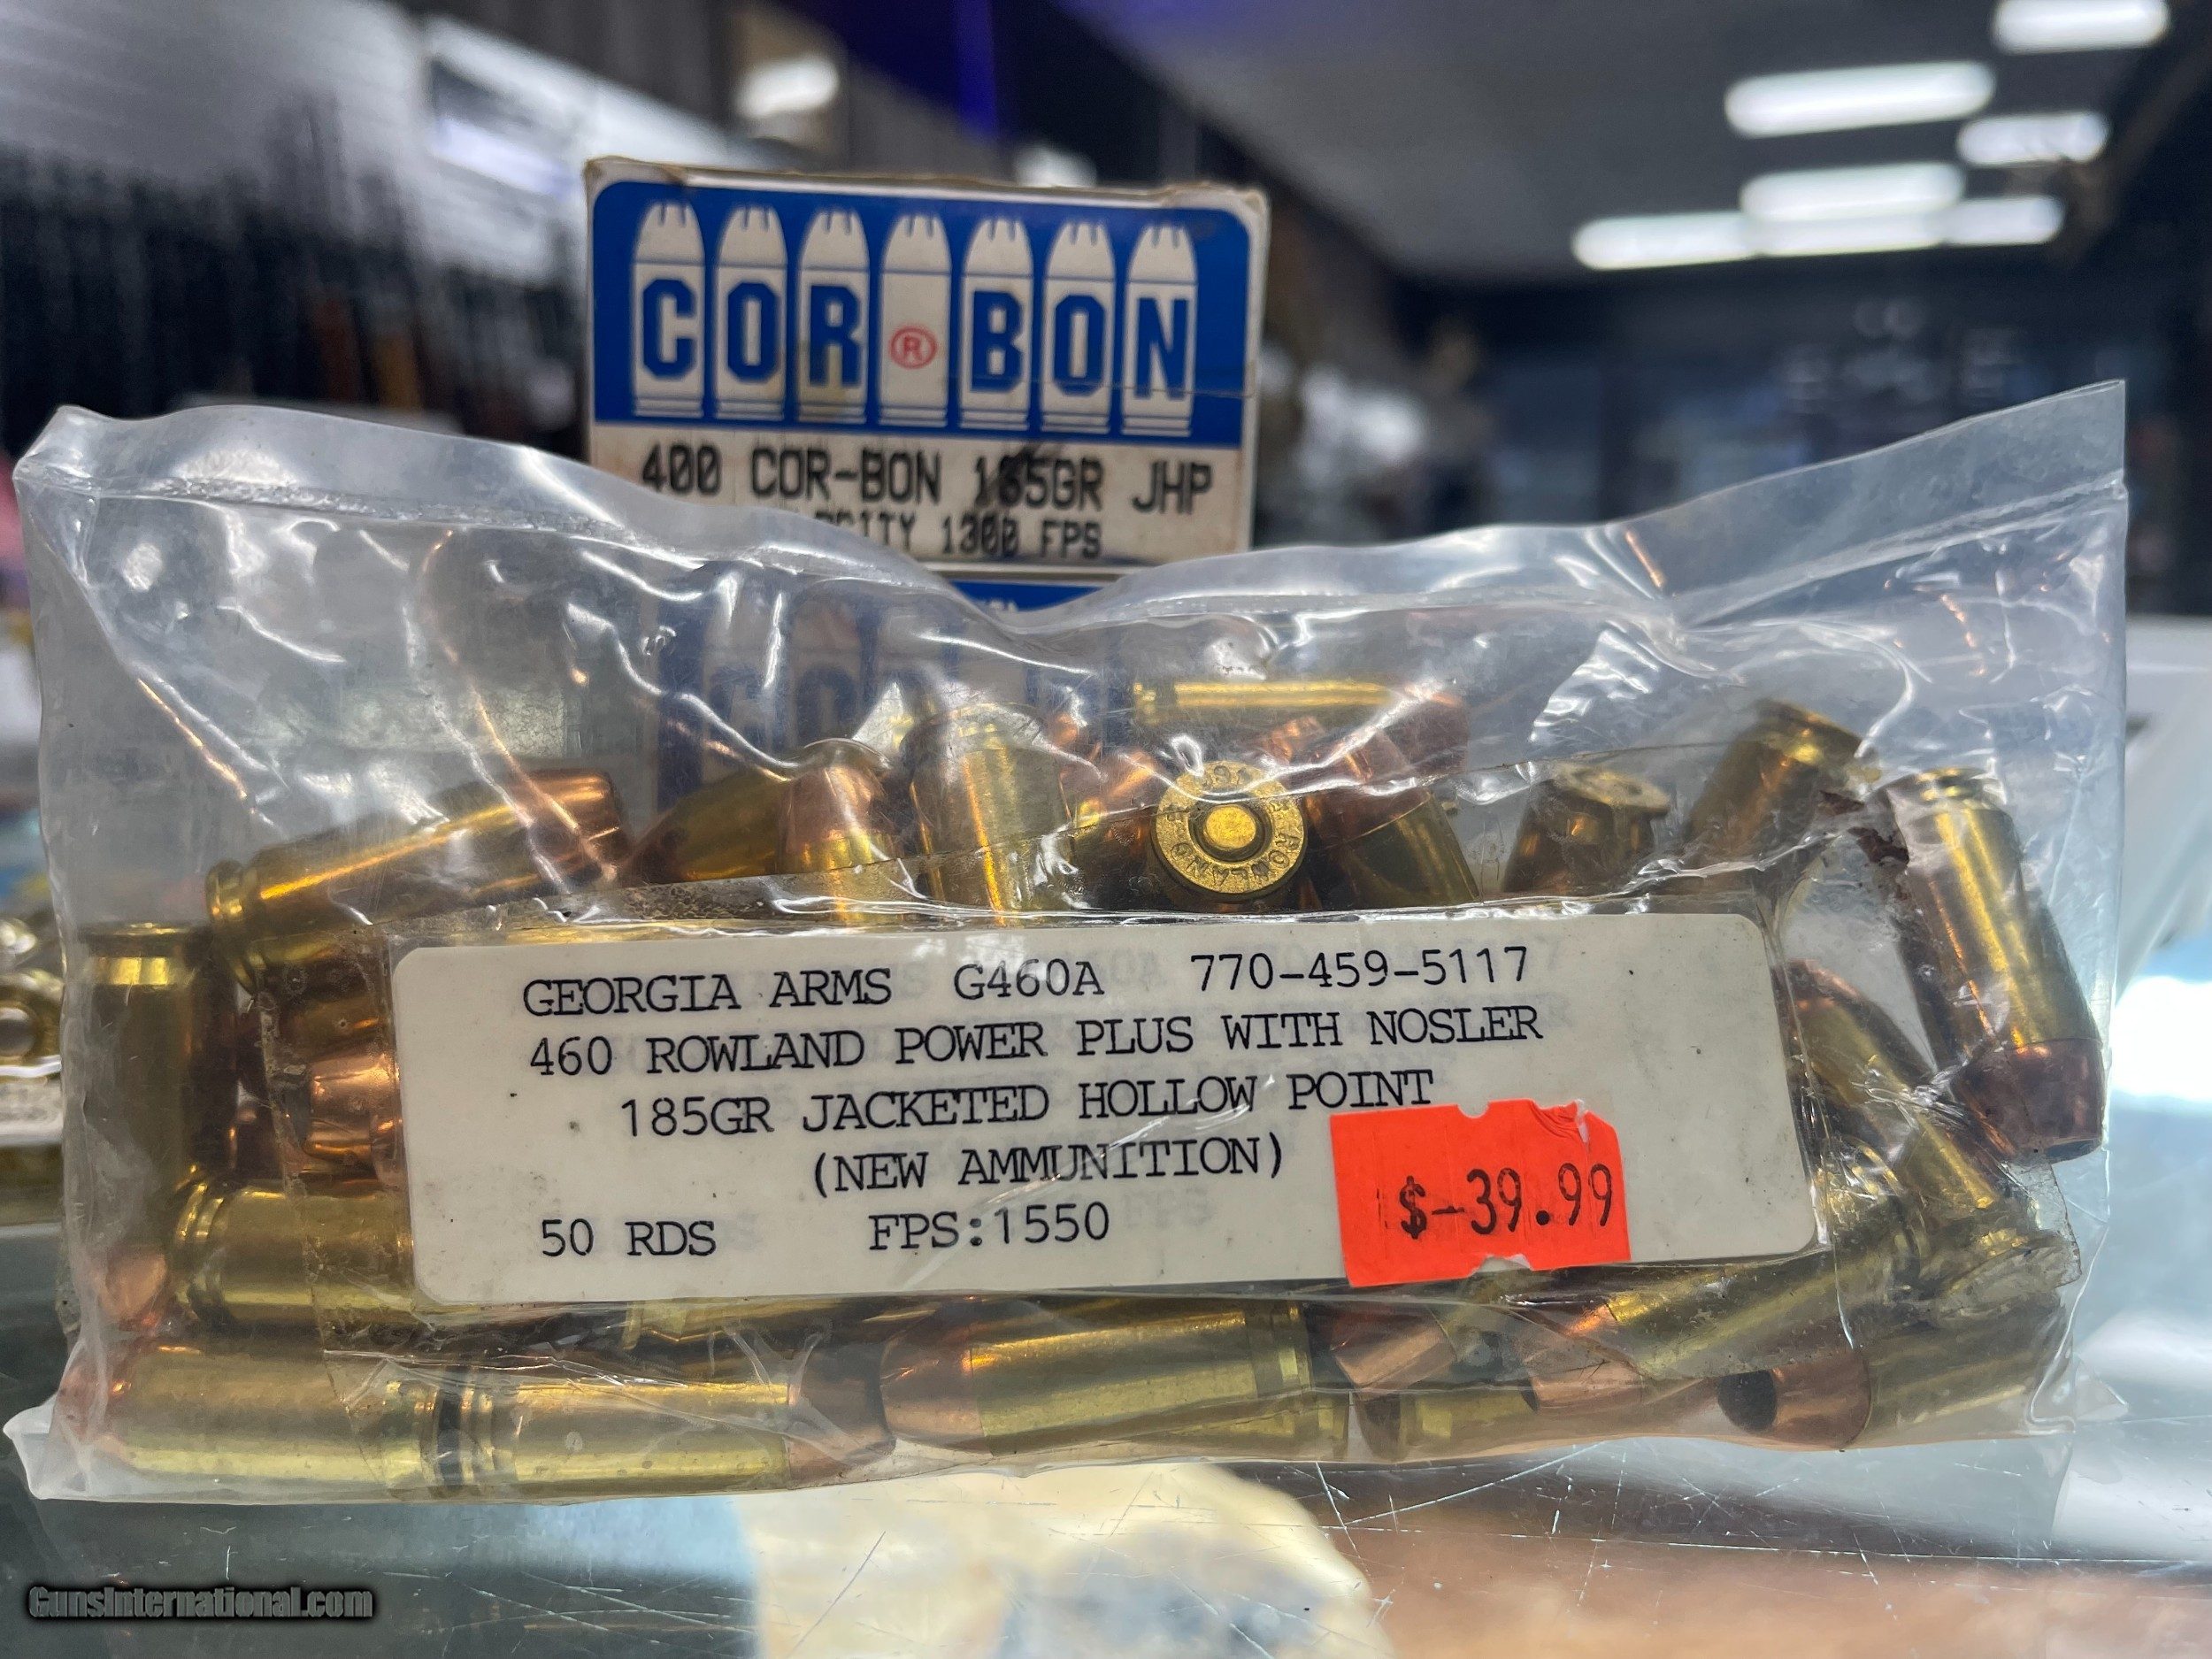 COR®BON
400 COR-BON 185GR JHP
1300 FPS
ROWLAND
GEORGIA ARMS G460A 770-459-5117
460 ROWLAND POWER PLUS WITH NOSLER
185GR JACKETED HOLLOW POINT
(NEW AMMUNITION)
$-39.99
50 RDS FPS:1550
GunsInternational.com